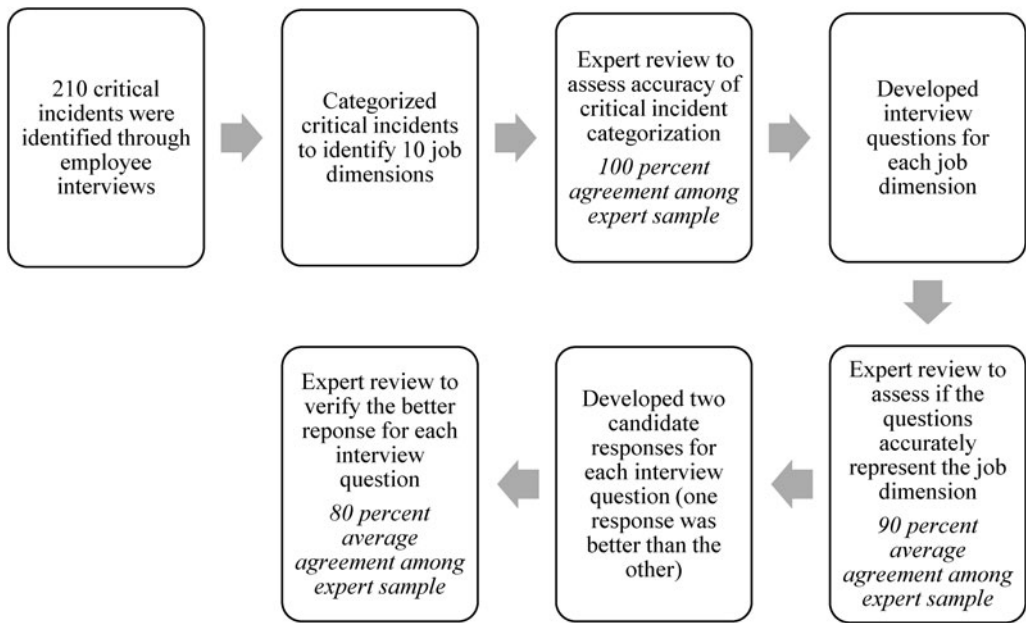 210 critical
incidents were
identified through
employee
interviews
Categorized
critical incidents
to identify 10 job
dimensions
Expert review to
assess accuracy of
critical incident
categorization
100 percent
agreement among
expert sample
Developed
interview
questions for
each job
dimension
Expert review to
assess if the
questions
accurately
represent the job
dimension
90 percent
average
agreement among
expert sample
Developed two
candidate
responses for
each interview
question (one
response was
better than the
other)
Expert review to
verify the better
reponse for each
interview
question
80 percent
average
agreement among
expert sample